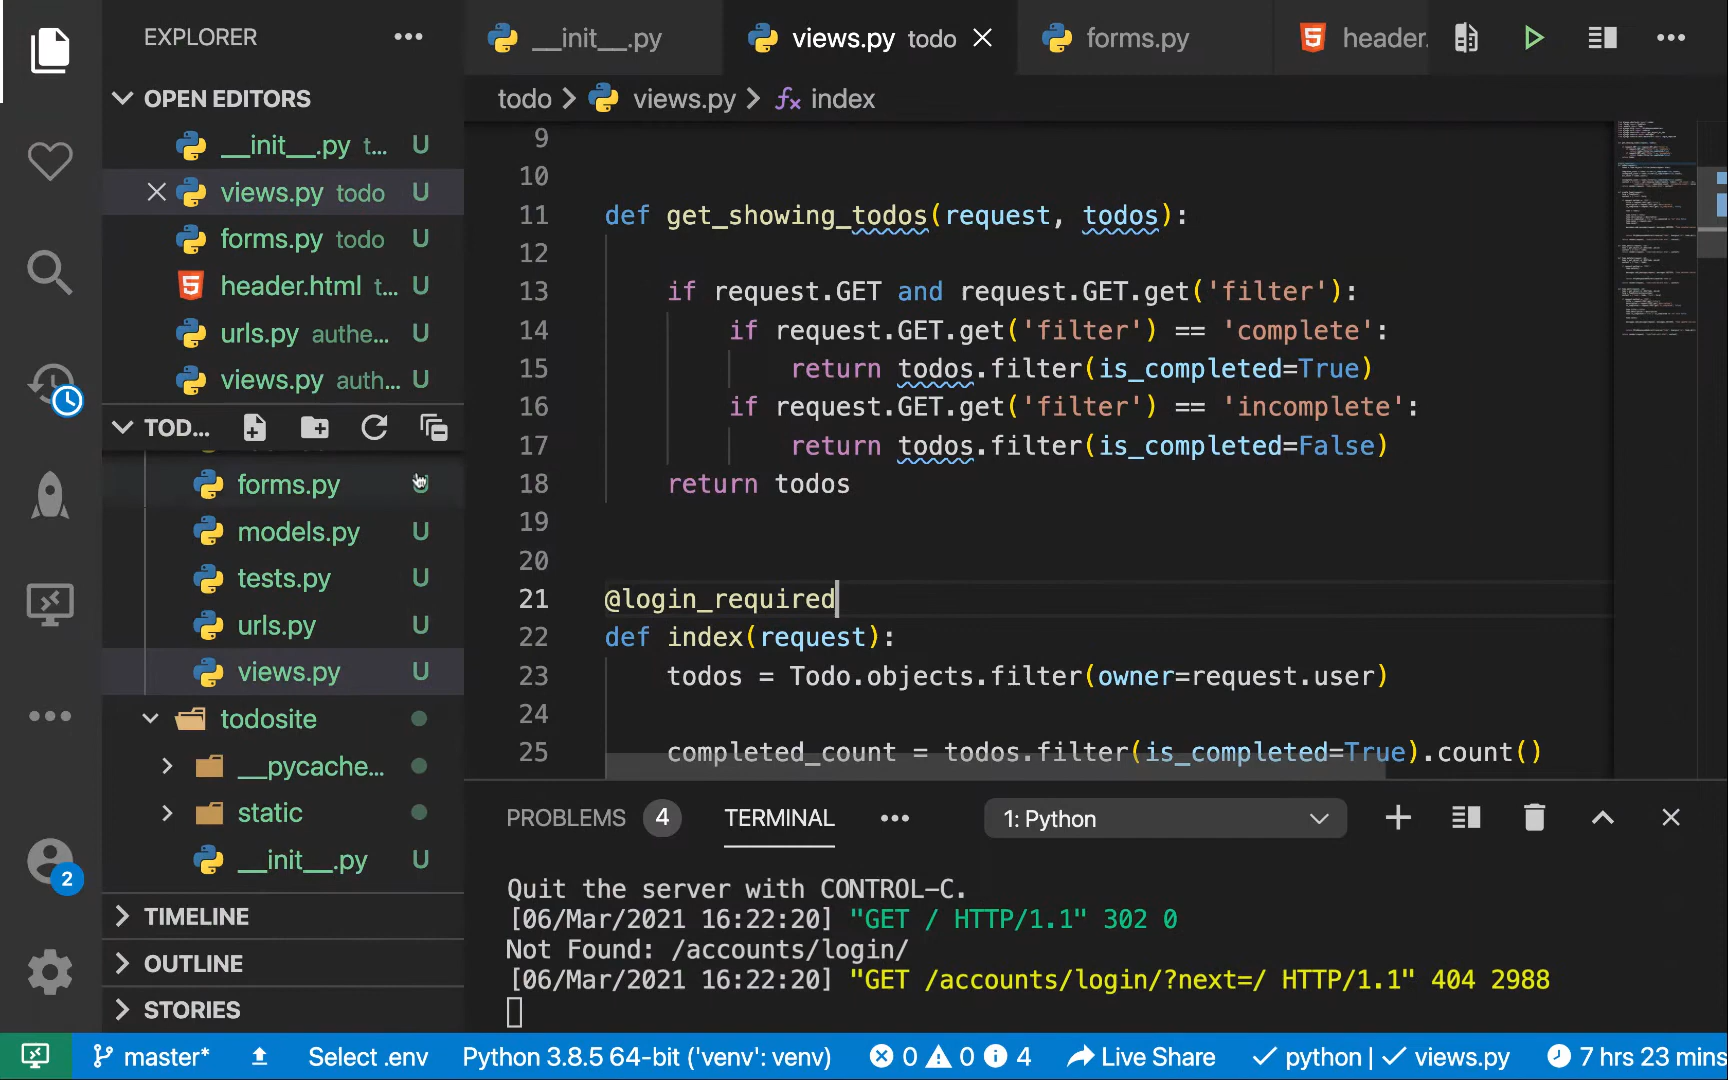 EXPLORER
OPEN EDITORS
__init__.py t... U
views.py todo U
forms.py todo U
header.html t... U
urls.py authe... U
views.py auth... U
TOD...
forms.py
models.py U
tests.py U
urls.py U
views.py U
todosite
__pycache...
static
__init__.py U
TIMELINE
OUTLINE
STORIES
2
__init__.py
views.py todo
forms.py
header.
todo > views.py > index
9
10
11 def get_showing_todos(request, todos):
12
13 if request.GET and request.GET.get('filter'):
14 if request.GET.get('filter') == 'complete':
15 return todos.filter(is_completed=True)
16 if request.GET.get('filter') == 'incomplete':
17 return todos.filter(is_completed=False)
18 return todos
19
20
21 @login_required
22 def index(request):
23 todos = Todo.objects.filter(owner=request.user)
24
25 completed_count = todos.filter(is_completed=True).count()
PROBLEMS 4 TERMINAL 1: Python
Quit the server with CONTROL-C.
[06/Mar/2021 16:22:20] "GET / HTTP/1.1" 302 0
Not Found: /accounts/login/
[06/Mar/2021 16:22:20] "GET /accounts/login/?next=/ HTTP/1.1" 404 2988
master* Select .env Python 3.8.5 64-bit ('venv': venv) 0 0 4 Live Share python | views.py 7 hrs 23 mins